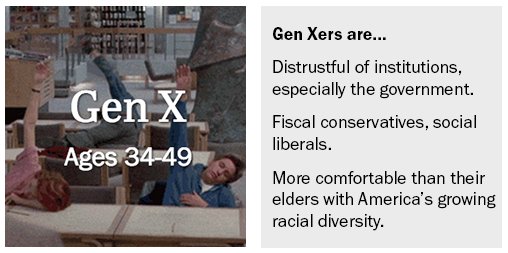 Gen X
Ages 34-49
Gen Xers are...
Distrustful of institutions,
especially the government.
Fiscal conservatives, social
liberals.
More comfortable than their
elders with America's growing
racial diversity.